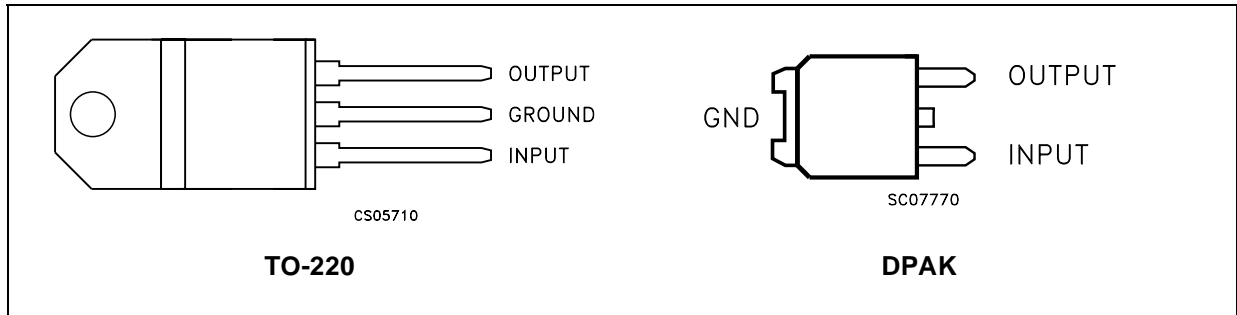 OUTPUT
GROUND
INPUT
CS05710
TO-220
GND
OUTPUT
INPUT
SC07770
DPAK